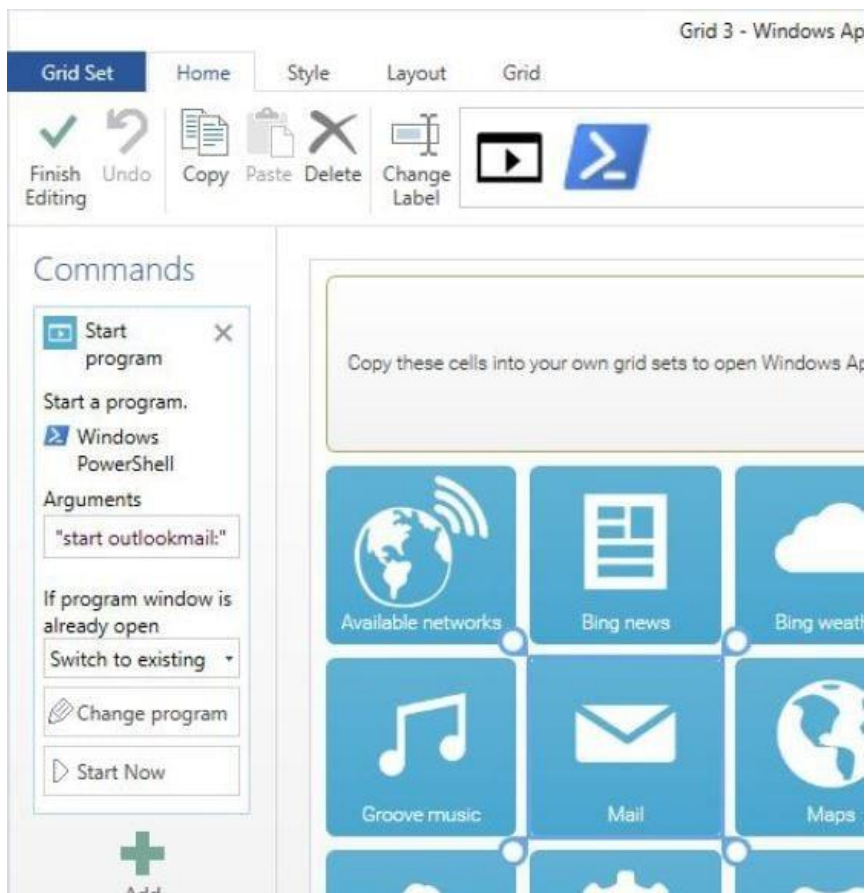 Grid 3 - Windows Ap
Grid Set
Home
Style
Layout
Grid
Finish
Editing
Undo
Copy
Paste
Delete
Change
Label
Commands
Start
program
Start a program.
Windows
PowerShell
Arguments
"start outlookmail:"
If program window is
already open
Switch to existing
Change program
Start Now
Add
Copy these cells into your own grid sets to open Windows Ap
Available networks
Bing news
Bing weath
Groove music
Mail
Maps